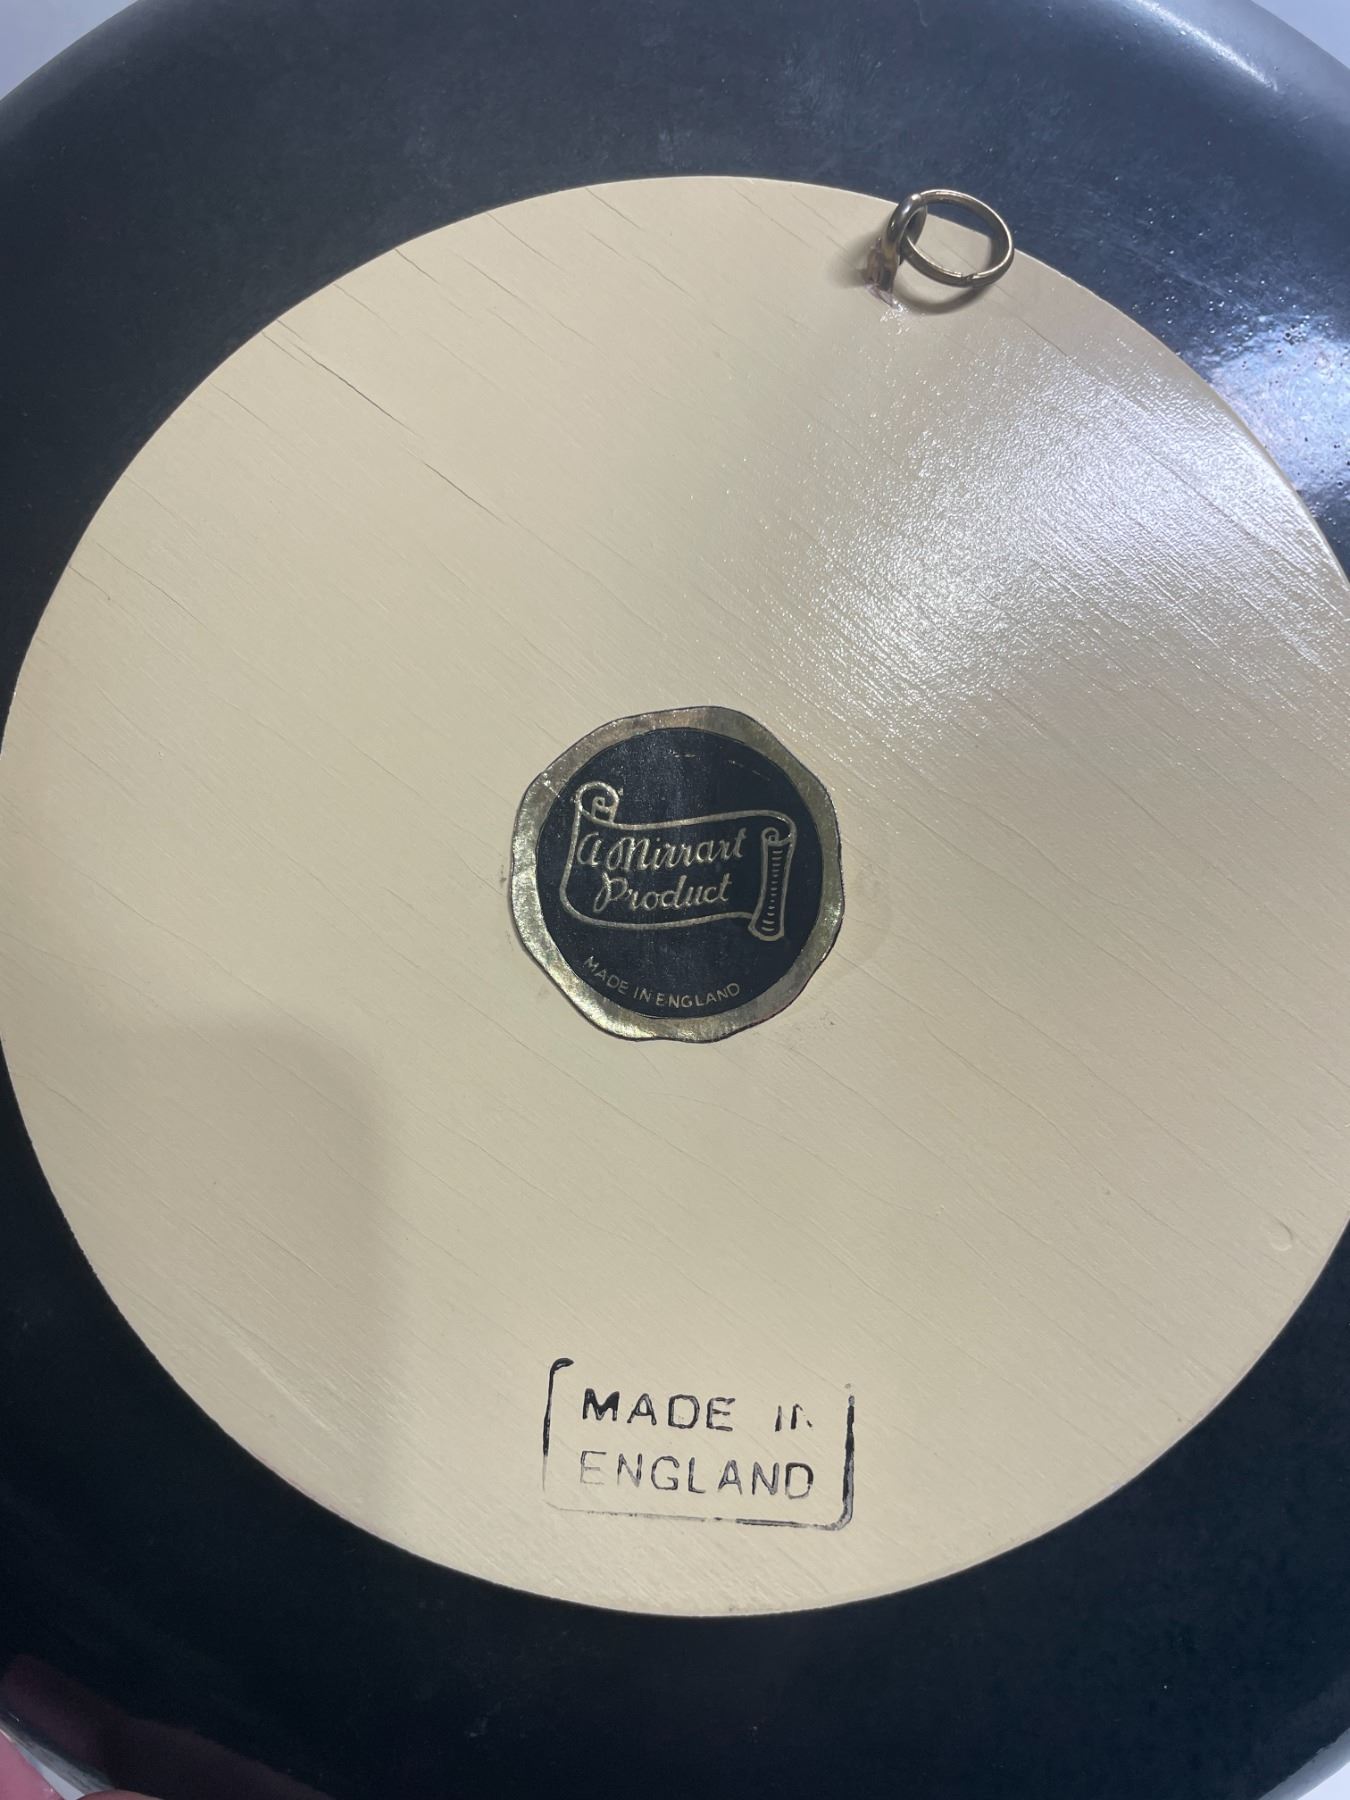 A Mirrart
Product
MADE IN ENGLAND
MADE IN
ENGLAND